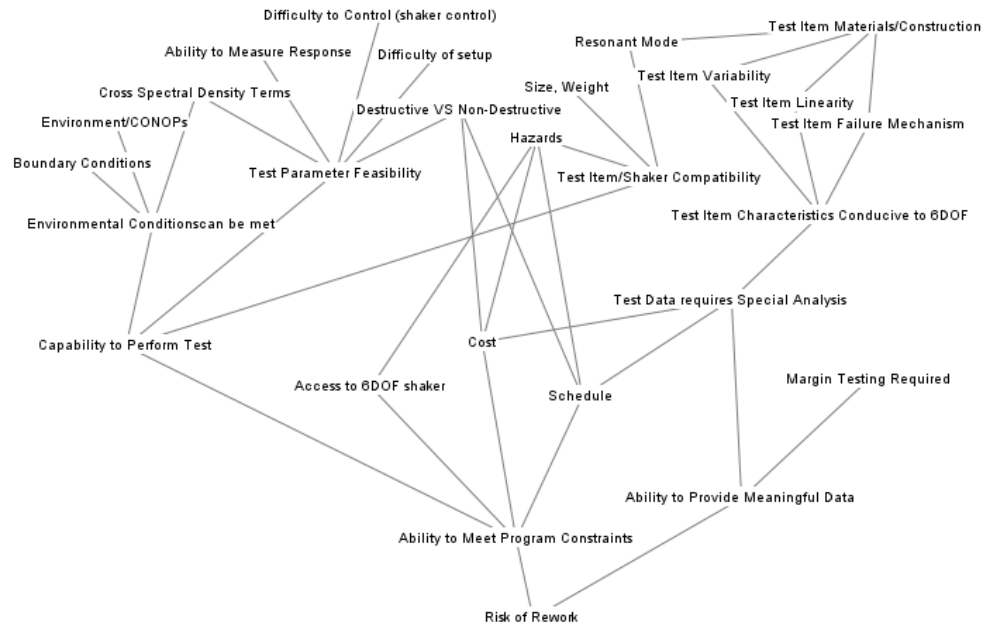 Difficulty to Control (shaker control)
Test Item Materials/Construction
Resonant Mode
Ability to Measure Response
Difficulty of setup
Test Item Variability
Size, Weight
Cross Spectral Density Terms
Test Item Linearity
Destructive VS Non-Destructive
Environment/CONOPs
Test Item Failure Mechanism
Hazards
Boundary Conditions
Test Parameter Feasibility
Test Item/Shaker Compatibility
Test Item Characteristics Conducive to 6DOF
Environmental Conditionscan be met
Test Data requires Special Analysis
Cost
Capability to Perform Test
Margin Testing Required
Access to 6DOF shaker
Schedule
Ability to Provide Meaningful Data
Ability to Meet Program Constraints
Risk of Rework